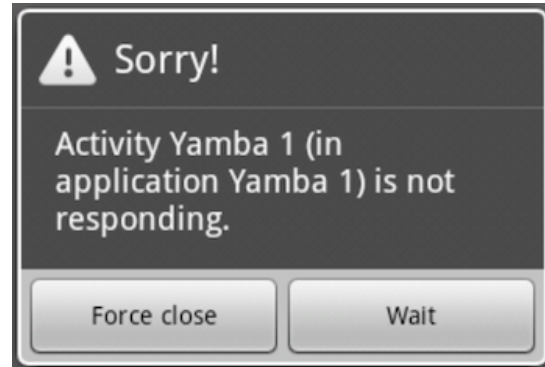 Sorry!
Activity Yamba 1 (in
application Yamba 1) is not
responding.
Force close
Wait